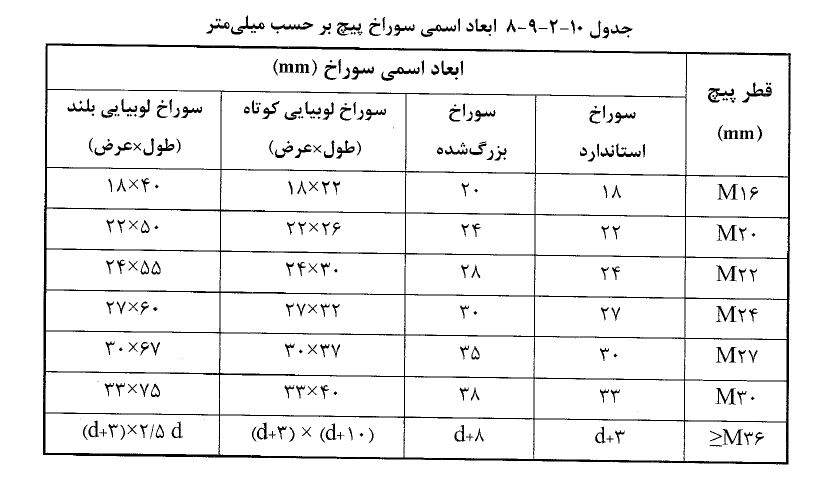 جدول ۱۰-۲-۹-۸ ابعاد اسمی سوراخ پیچ بر حسب میلی‌متر
قطر پیچ (mm) ابعاد اسمی سوراخ (mm)
سوراخ استاندارد سوراخ بزرگ‌شده سوراخ لوبیایی کوتاه (طول×عرض) سوراخ لوبیایی بلند (طول×عرض)
M۱۶ ۱۸ ۲۰ ۱۸×۲۲ ۱۸×۴۰
M۲۰ ۲۲ ۲۴ ۲۲×۲۶ ۲۲×۵۰
M۲۲ ۲۴ ۲۸ ۲۴×۳۰ ۲۴×۵۵
M۲۴ ۲۷ ۳۰ ۲۷×۳۲ ۲۷×۶۰
M۲۷ ۳۰ ۳۵ ۳۰×۳۷ ۳۰×۶۷
M۳۰ ۳۳ ۳۸ ۳۳×۴۰ ۳۳×۷۵
≥M۳۶ d+۳ d+۸ (d+۳) × (d+۱۰) (d+۳)×۲/۵ d